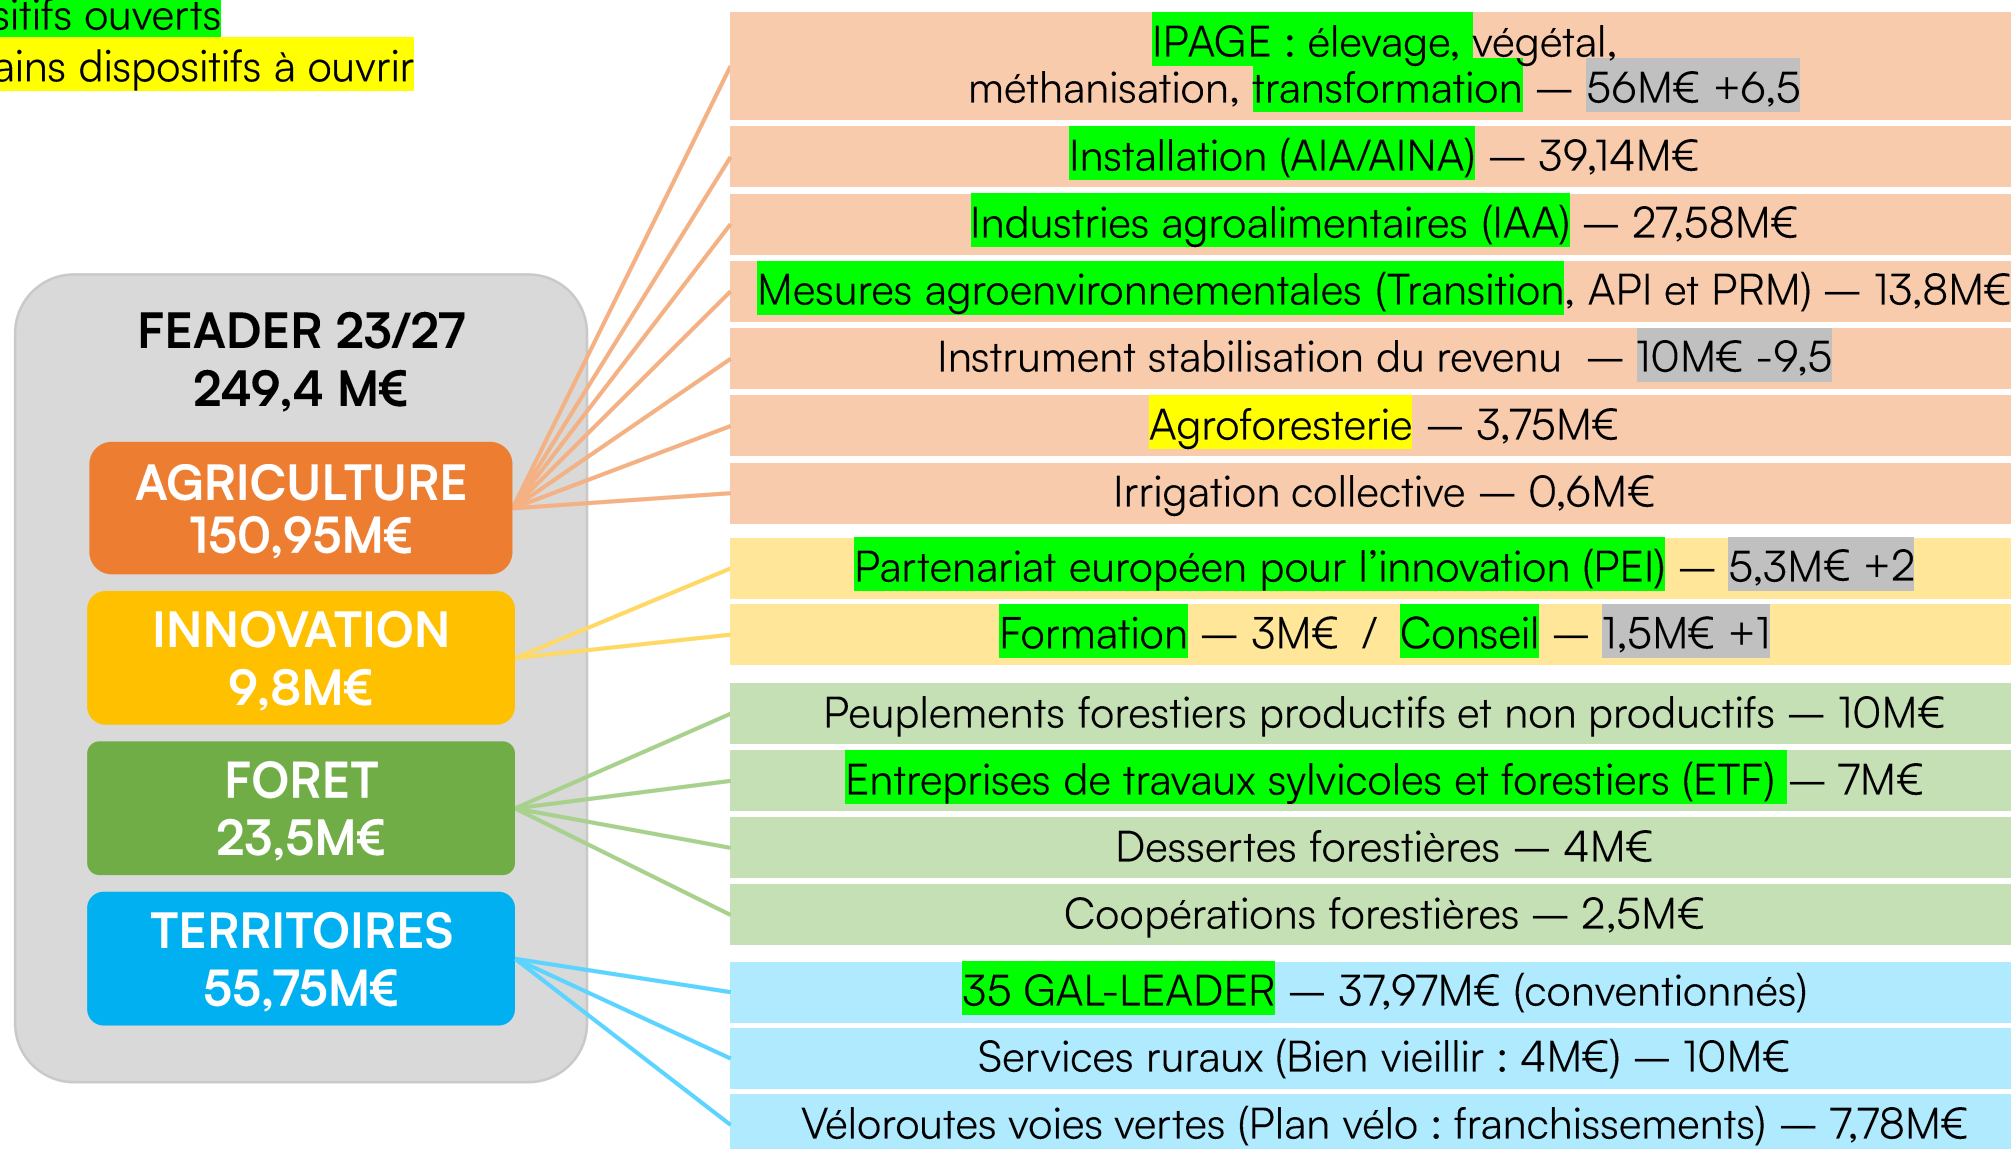 ouverts
dispositifs à ouvrir
FEADER 23/27
249,4 M€
AGRICULTURE
150,95M€
INNOVATION
9,8M€
FORET
23,5M€
TERRITOIRES
55,75M€
IPAGE : élevage, végétal,
méthanisation, transformation – 56M€ +6,5
Installation (AIA/AINA) – 39,14M€
Industries agroalimentaires (IAA) – 27,58M€
Mesures agroenvironnementales (Transition, API et PRM) – 13,8M€
Instrument stabilisation du revenu – 10M€ -9,5
Agroforesterie – 3,75M€
Irrigation collective – 0,6M€
Partenariat européen pour l’innovation (PEI) – 5,3M€ +2
Formation – 3M€ / Conseil – 1,5M€ +1
Peuplements forestiers productifs et non productifs – 10M€
Entreprises de travaux sylvicoles et forestiers (ETF) – 7M€
Dessertes forestières – 4M€
Coopérations forestières – 2,5M€
35 GAL-LEADER – 37,97M€ (conventionnés)
Services ruraux (Bien vieillir : 4M€) – 10M€
Véloroutes voies vertes (Plan vélo : franchissements) – 7,78M€